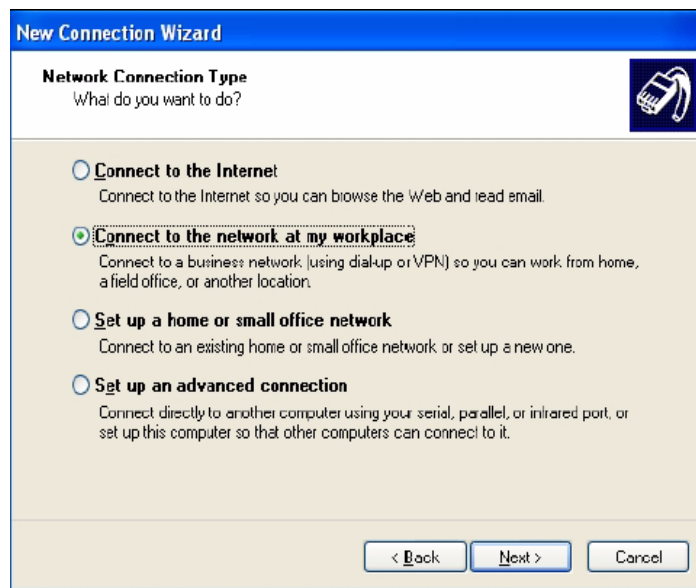 New Connection Wizard
Network Connection Type
What do you want to do?
Connect to the Internet
Connect to the Internet so you can browse the Web and read email.
Connect to the network at my workplace
Connect to a business network (using dial-up or VPN) so you can work from home,
a field office, or another location.
Set up a home or small office network
Connect to an existing home or small office network or set up a new one.
Set up an advanced connection
Connect directly to another computer using your serial, parallel, or infrared port, or
set up this computer so that other computers can connect to it.
< Back
Next >
Cancel